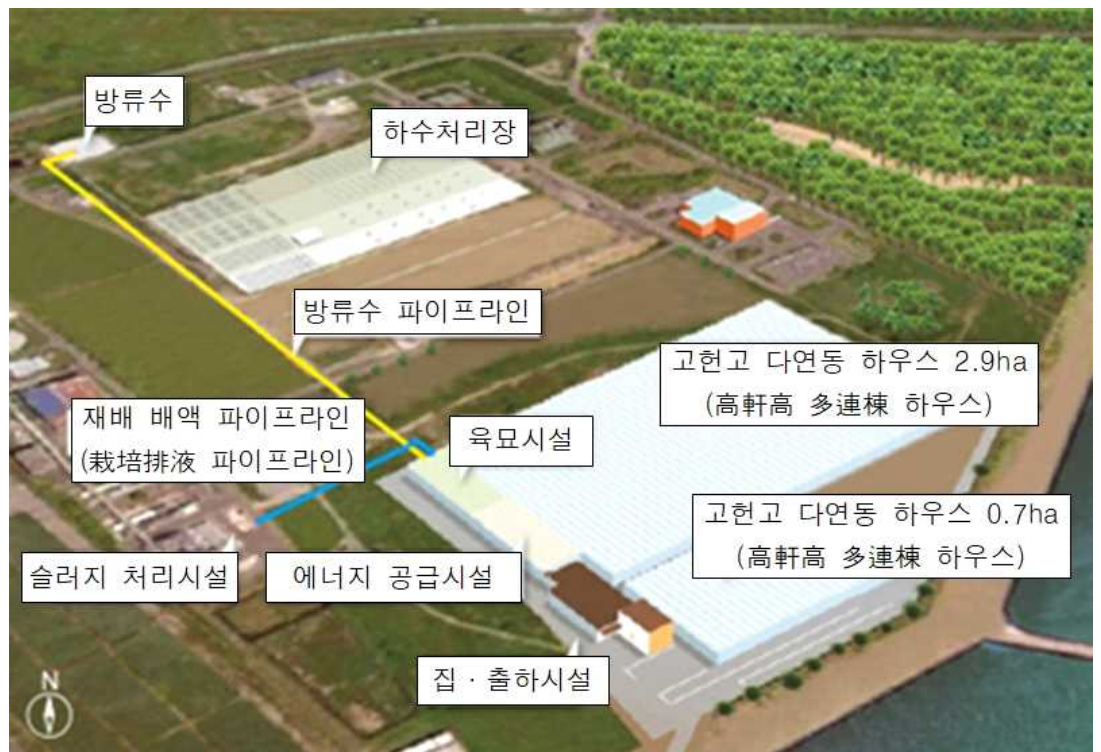 방류수
하수처리장
방류수 파이프라인
고헌고 다연동 하우스 2.9ha
(高軒高 多連棟 하우스)
재배 배액 파이프라인
(栽培排液 파이프라인)
육묘시설
고헌고 다연동 하우스 0.7ha
(高軒高 多連棟 하우스)
슬러지 처리시설
에너지 공급시설
집·출하시설
N